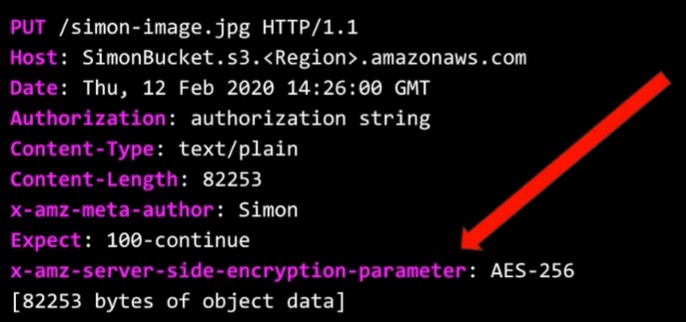 PUT /simon-image.jpg HTTP/1.1
Host: SimonBucket.s3.<Region>.amazonaws.com
Date: Thu, 12 Feb 2020 14:26:00 GMT
Authorization: authorization string
Content-Type: text/plain
Content-Length: 82253
x-amz-meta-author: Simon
Expect: 100-continue
x-amz-server-side-encryption-parameter: AES-256
[82253 bytes of object data]